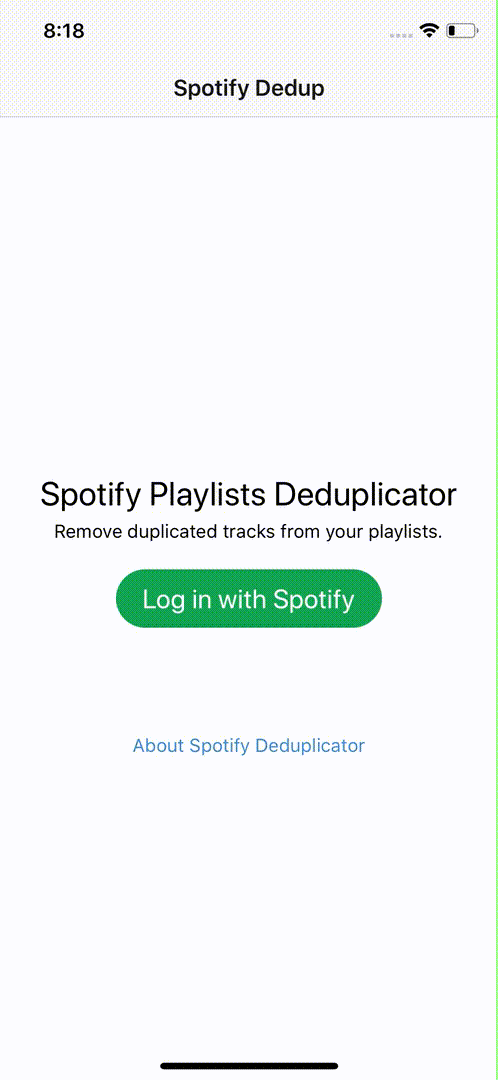 8:18
Spotify Dedup
Spotify Playlists Deduplicator
Remove duplicated tracks from your playlists.
Log in with Spotify
About Spotify Deduplicator